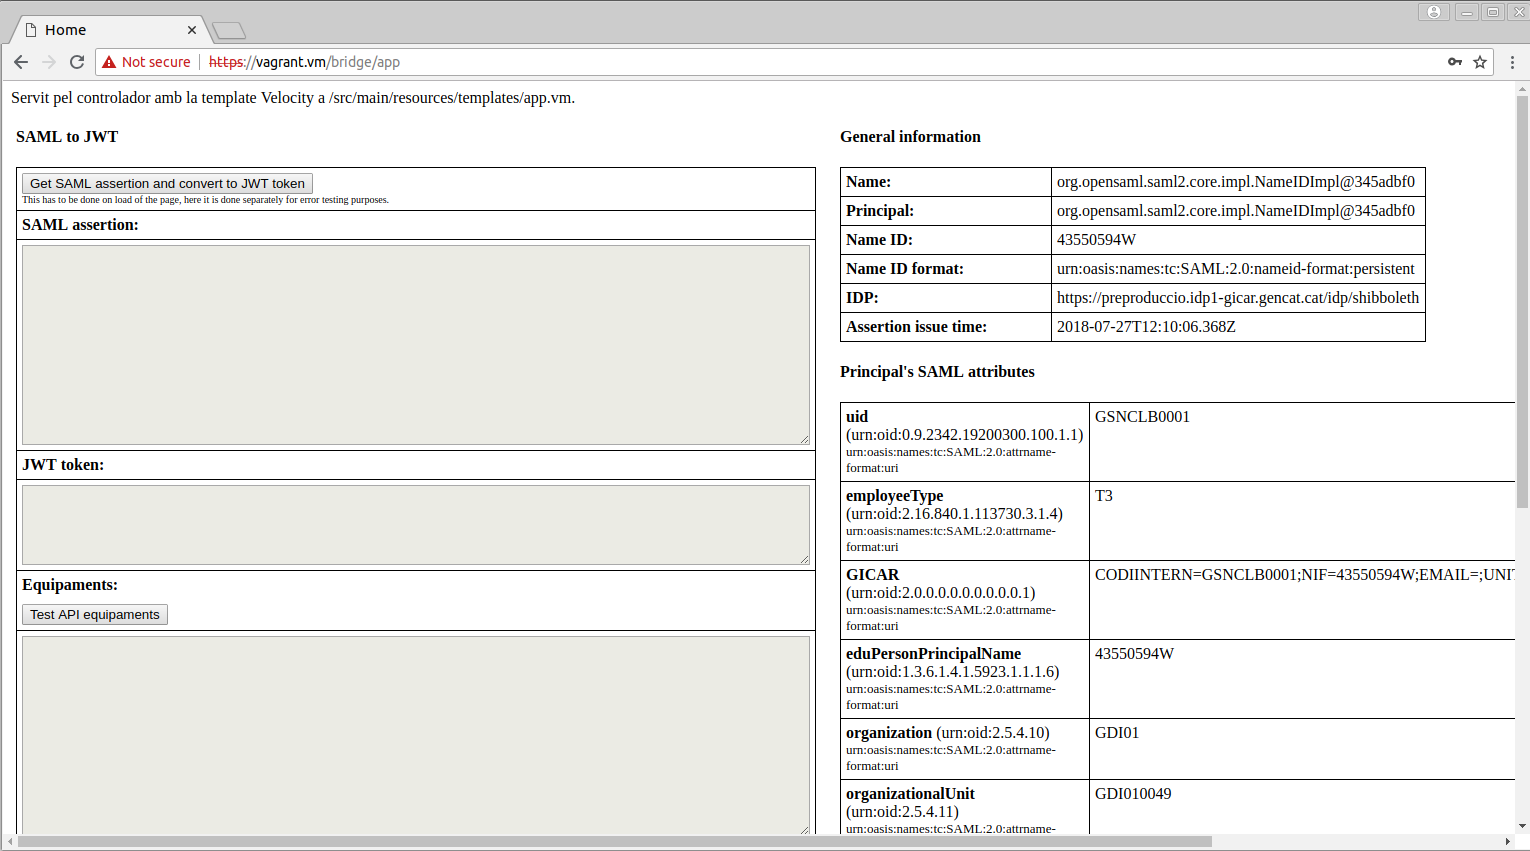 Home
Not secure
https://vagrant.vm/bridge/app
Servit pel controlador amb la template Velocity a /src/main/resources/templates/app.vm.
SAML to JWT
Get SAML assertion and convert to JWT token
This has to be done on load of the page, here it is done separately for error testing purposes.
SAML assertion:
JWT token:
Equipaments:
Test API equipaments
General information
Name: org.opensaml.saml2.core.impl.NameIDImpl@345adbf0
Principal: org.opensaml.saml2.core.impl.NameIDImpl@345adbf0
Name ID: 43550594W
Name ID format: urn:oasis:names:tc:SAML:2.0:nameid-format:persistent
IDP: https://preproduccio.idp1-gicar.gencat.cat/idp/shibboleth
Assertion issue time: 2018-07-27T12:10:06.368Z
Principal's SAML attributes
uid GSNCLB0001
(urn:oid:0.9.2342.19200300.100.1.1)
urn:oasis:names:tc:SAML:2.0:attrname-
format:uri
employeeType T3
(urn:oid:2.16.840.1.113730.3.1.4)
urn:oasis:names:tc:SAML:2.0:attrname-
format:uri
GICAR CODIINTERN=GSNCLB0001;NIF=43550594W;EMAIL=;UNIT
(urn:oid:2.0.0.0.0.0.0.0.0.1)
urn:oasis:names:tc:SAML:2.0:attrname-
format:uri
eduPersonPrincipalName 43550594W
(urn:oid:1.3.6.1.4.1.5923.1.1.1.6)
urn:oasis:names:tc:SAML:2.0:attrname-
format:uri
organization (urn:oid:2.5.4.10) GDI01
urn:oasis:names:tc:SAML:2.0:attrname-
format:uri
organizationalUnit GDI010049
(urn:oid:2.5.4.11)
urn:oasis:names:tc:SAML:2.0:attrname-